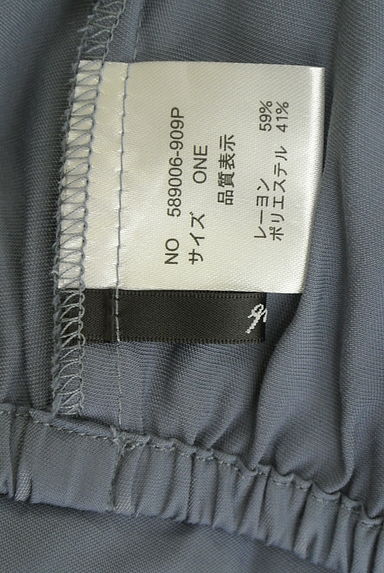 NO 589006-909P
サイズ ONE
品質表示
レーヨン 59%
ポリエステル 41%